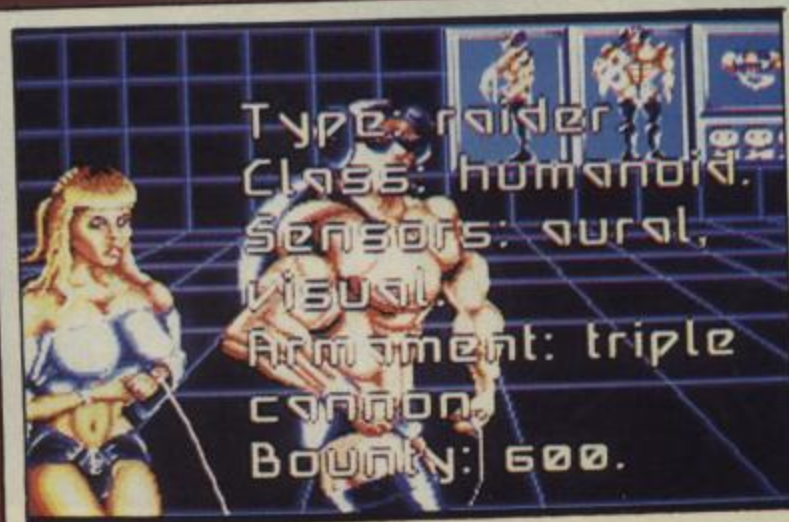 Type: raider.
Class: humanoid.
Sensors: aural,
visual.
Armament: triple
cannon.
Bounty: 600.